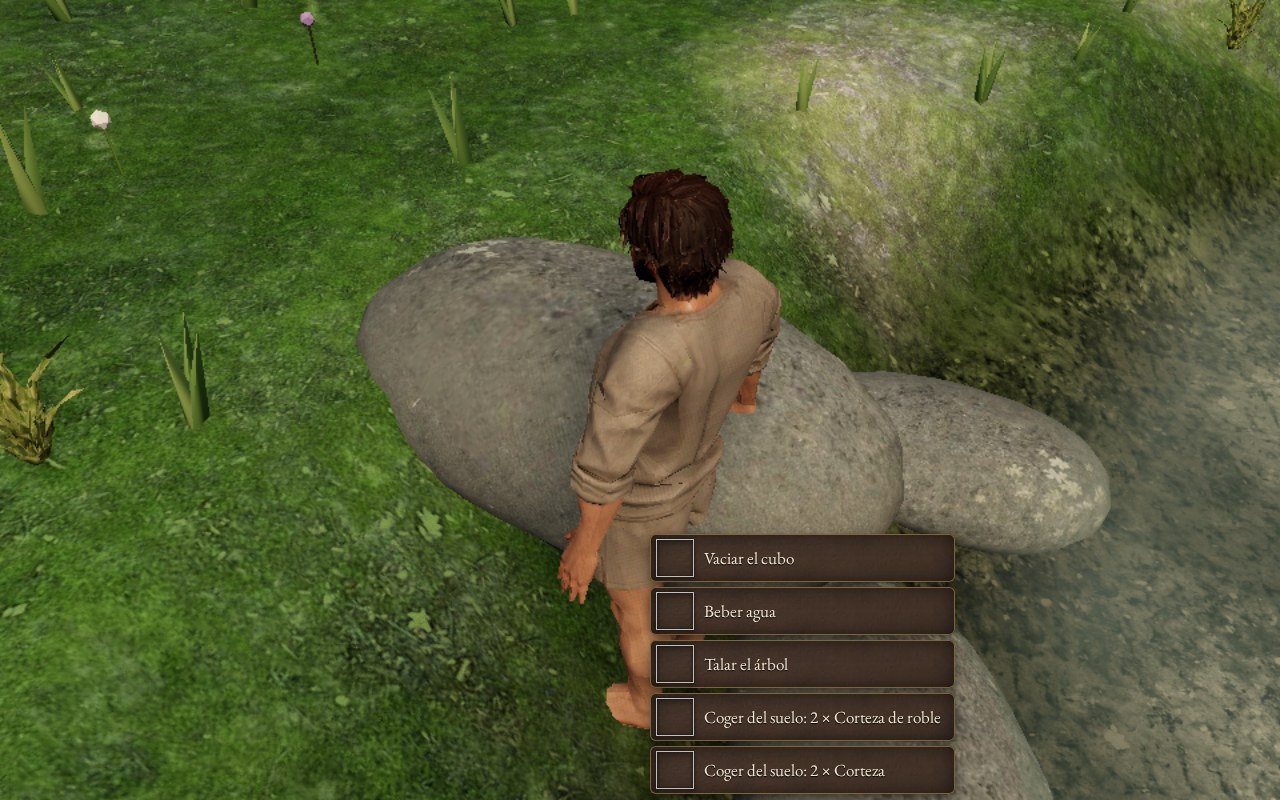 Vaciar el cubo
Beber agua
Talar el árbol
Coger del suelo: 2 × Corteza de roble
Coger del suelo: 2 × Corteza